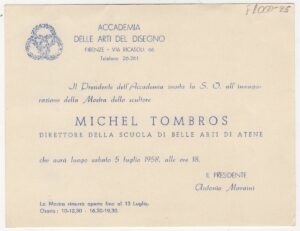 ACCADEMIA
DELLE ARTI DEL DISEGNO
FIRENZE - VIA RICASOLI, 66
Telefono 26-261
Il Presidente dell'Accademia invita la S. O. all'inaugu-
razione della Mostra dello scultore
MICHEL TOMBROS
DIRETTORE DELLA SCUOLA DI BELLE ARTI DI ATENE
che avrà luogo sabato 5 luglio 1958, alle ore 18.
IL PRESIDENTE
Antonio Maraini
La Mostra rimarrà aperta fino al 13 Luglio.
Orario: 10-12,30 - 16,30-19,30.